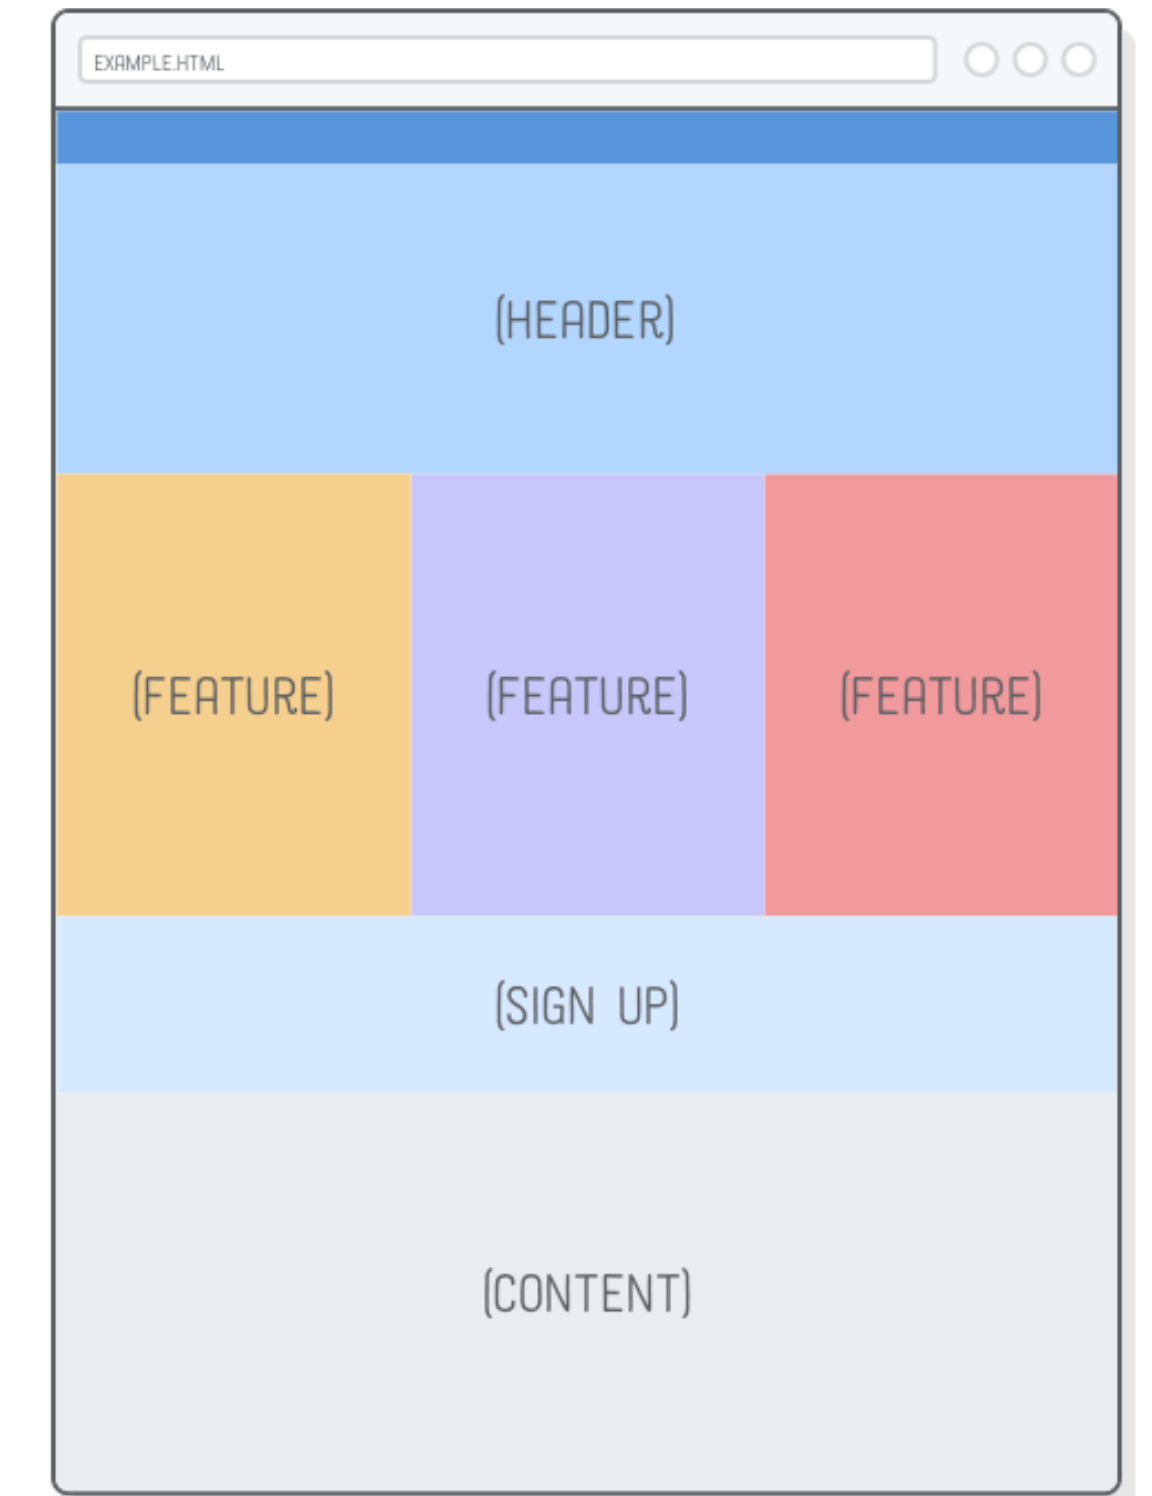 EXAMPLE.HTML
(HEADER)
(FEATURE) (FEATURE) (FEATURE)
(SIGN UP)
(CONTENT)